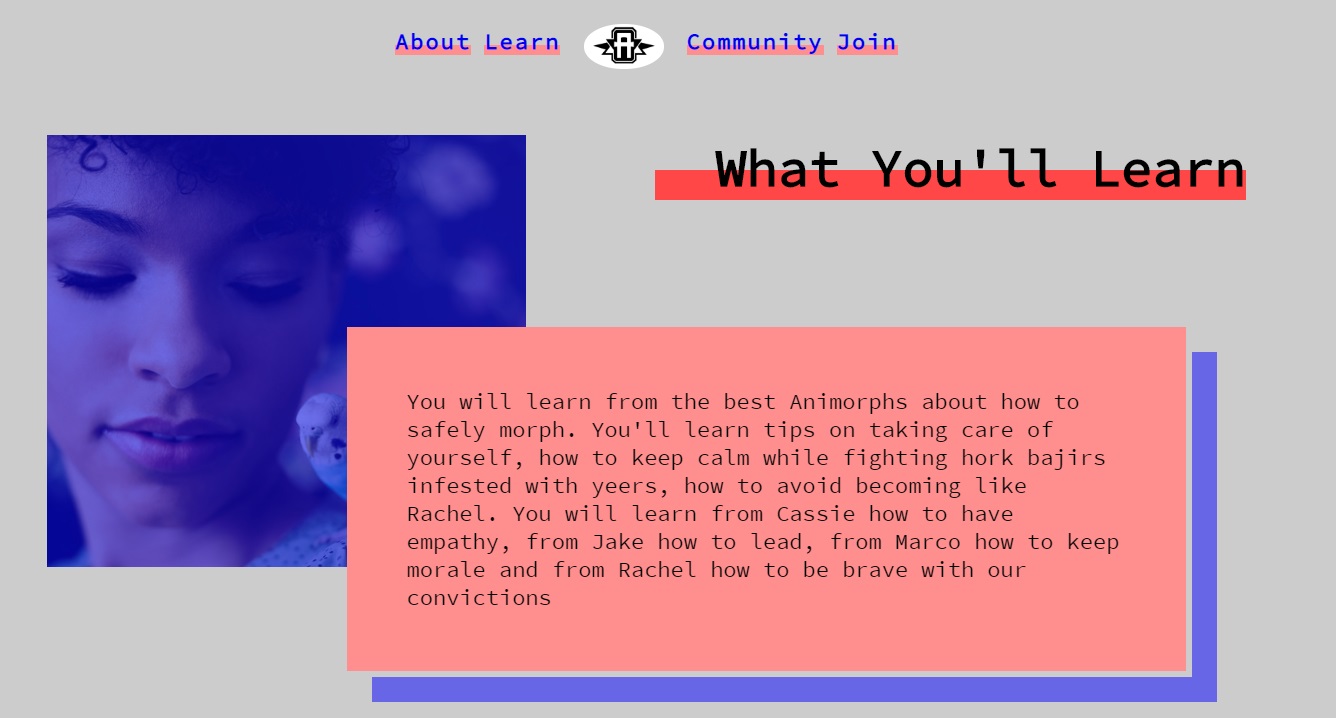 About Learn A Community Join
What You'll Learn
You will learn from the best Animorphs about how to
safely morph. You'll learn tips on taking care of
yourself, how to keep calm while fighting hork bajirs
infested with yeers, how to avoid becoming like
Rachel. You will learn from Cassie how to have
empathy, from Jake how to lead, from Marco how to keep
morale and from Rachel how to be brave with our
convictions